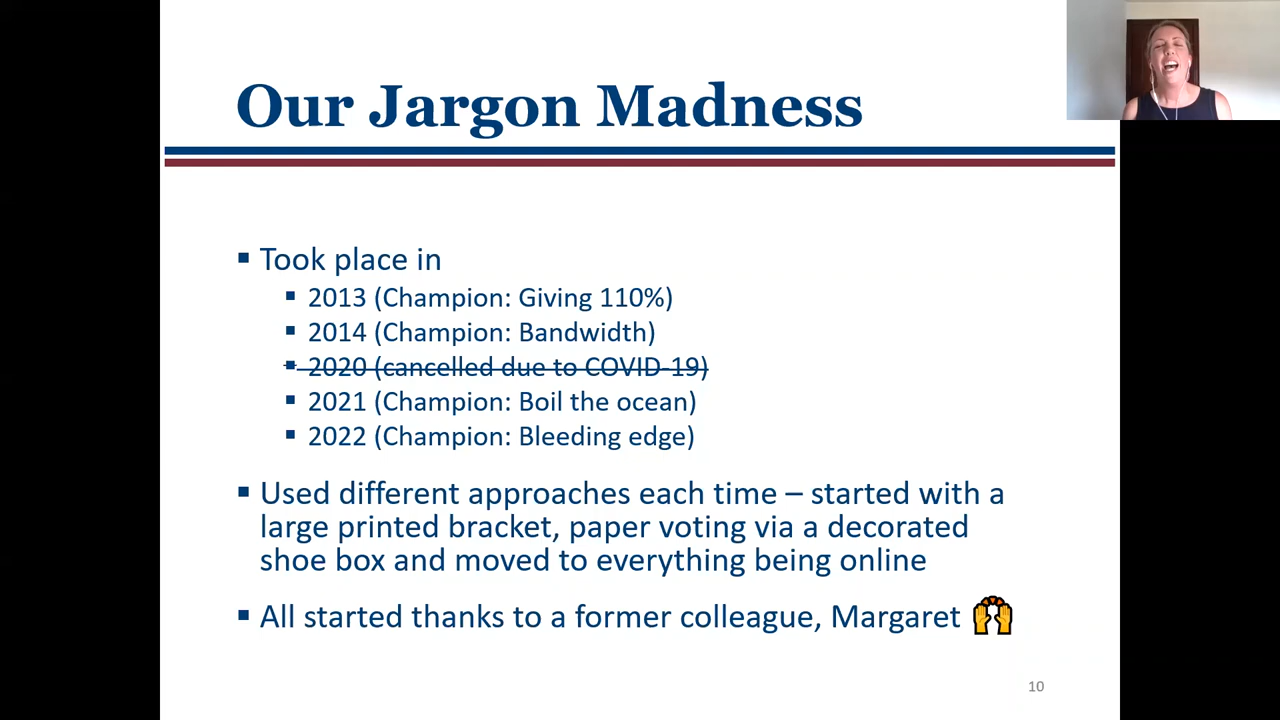 Our Jargon Madness
▪ Took place in
▪ 2013 (Champion: Giving 110%)
▪ 2014 (Champion: Bandwidth)
▪ 2020 (cancelled due to COVID-19)
▪ 2021 (Champion: Boil the ocean)
▪ 2022 (Champion: Bleeding edge)
▪ Used different approaches each time – started with a
large printed bracket, paper voting via a decorated
shoe box and moved to everything being online
▪ All started thanks to a former colleague, Margaret 🙌
10